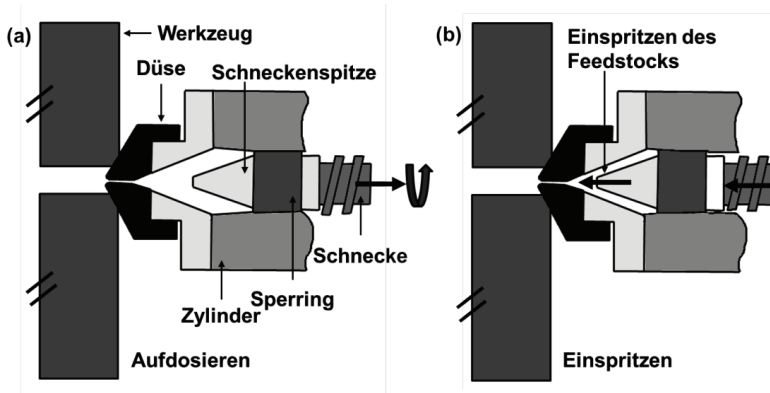 (a)
Werkzeug
Düse
Schneckenspitze
Schnecke
Sperring
Zylinder
Aufdosieren
(b)
Einspritzen des
Feedstocks
Einspritzen